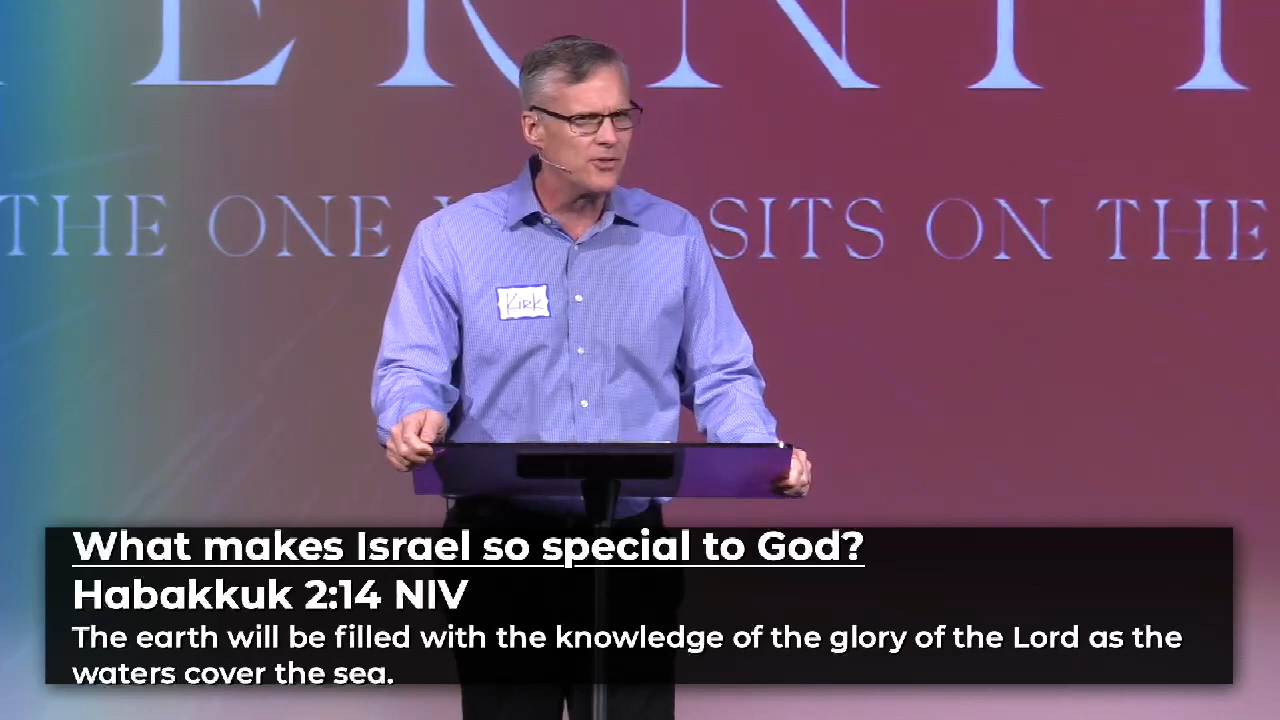 ERNIT
THE ONE SITS ON THE
Kirk
What makes Israel so special to God?
Habakkuk 2:14 NIV
The earth will be filled with the knowledge of the glory of the Lord as the
waters cover the sea.